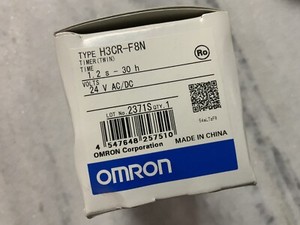 TYPE H3CR-F8N
TIMER(TWIN)
TIME
1.2 s - 30 h
VOLTS
24 V AC/DC
Ro
LOT No. 2371S QTY. 1
4 547648 257510
OMRON Corporation
MADE IN CHINA
OMRON